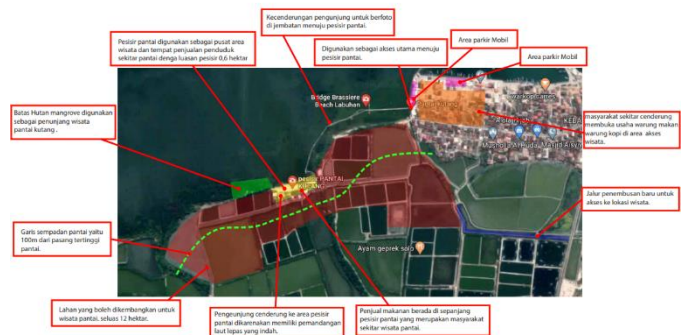 Kecenderungan pengunjung untuk berfoto
di jembatan menuju pesisir pantai.
Pesisir pantai digunakan sebagai pusat area
wisata dan tempat penjualan penduduk
sekitar pantai denga luasan pesisir 0,6 hektar
Digunakan sebagai akses utama menuju
pesisir pantai.
Area parkir Mobil
Area parkir Mobil
Bridge Brassiere
Beach Labuhan
Batas Hutan mangrove digunakan
sebagai penunjang wisata
pantai kutang .
masyarakat sekitar cenderung
membuka usaha warung makan
warung kopi di area akses
wisata.
PANTAI
Jalur penembusan baru untuk
akses ke lokasi wisata.
Garis sempadan pantai yaitu
100m dari pasang tertinggi
pantai.
Ayam geprek
Lahan yang boleh dikembangkan untuk
wisata pantai. seluas 12 hektar.
Pengeunjung cenderung ke area pesisir
pantai dikarenakan memiliki pemandangan
laut lepas yang indah.
Penjual makanan berada di sepanjang
pesisir pantai yang merupakan masyarakat
sekitar wisata pantai.